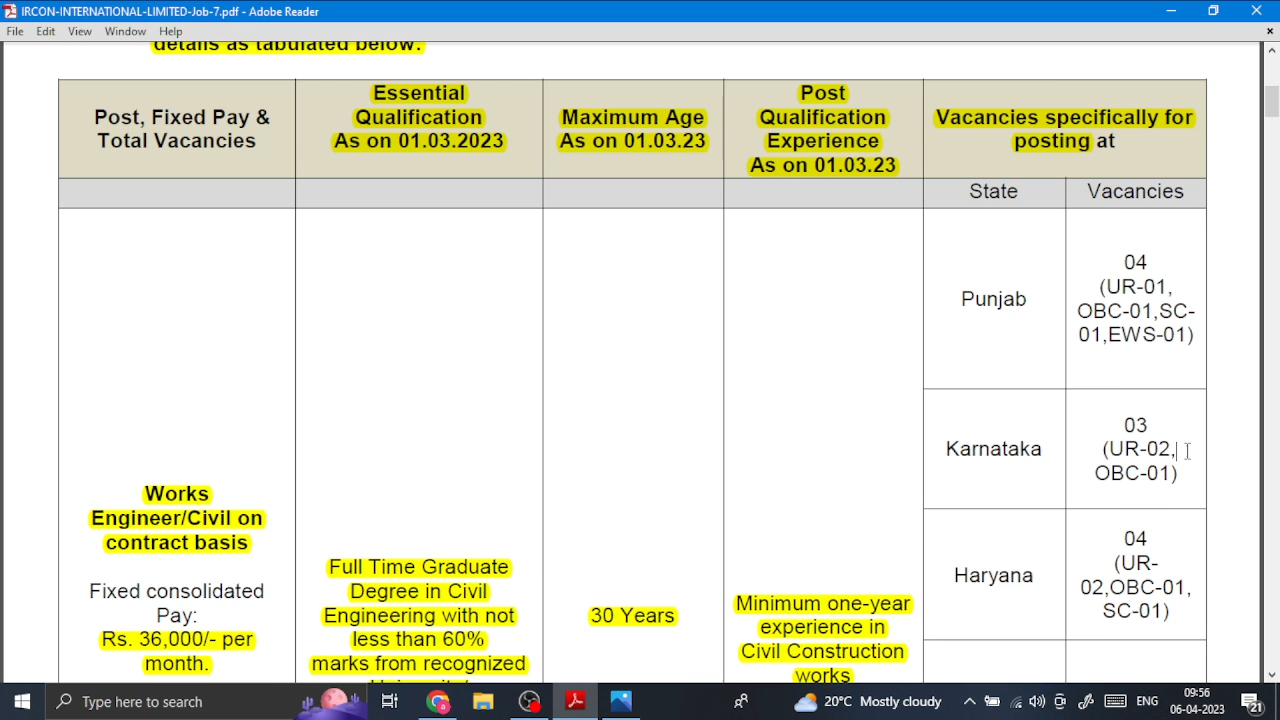 IRCON-INTERNATIONAL-LIMITED-Job-7.pdf - Adobe Reader
File Edit View Window Help
details as tabulated below:
Post, Fixed Pay &
Total Vacancies
Essential
Qualification
As on 01.03.2023
Maximum Age
As on 01.03.23
Post
Qualification
Experience
As on 01.03.23
Vacancies specifically for
posting at
State
Vacancies
Works
Engineer/Civil on
contract basis
Fixed consolidated
Pay:
Rs. 36,000/- per
month.
Full Time Graduate
Degree in Civil
Engineering with not
less than 60%
marks from recognized
30 Years
Minimum one-year
experience in
Civil Construction
works
Punjab
04
(UR-01,
OBC-01,SC-
01,EWS-01)
Karnataka
03
(UR-02,
OBC-01)
Haryana
04
(UR-
02,OBC-01,
SC-01)
Type here to search
20°C Mostly cloudy
ENG
09:56
06-04-2023
21